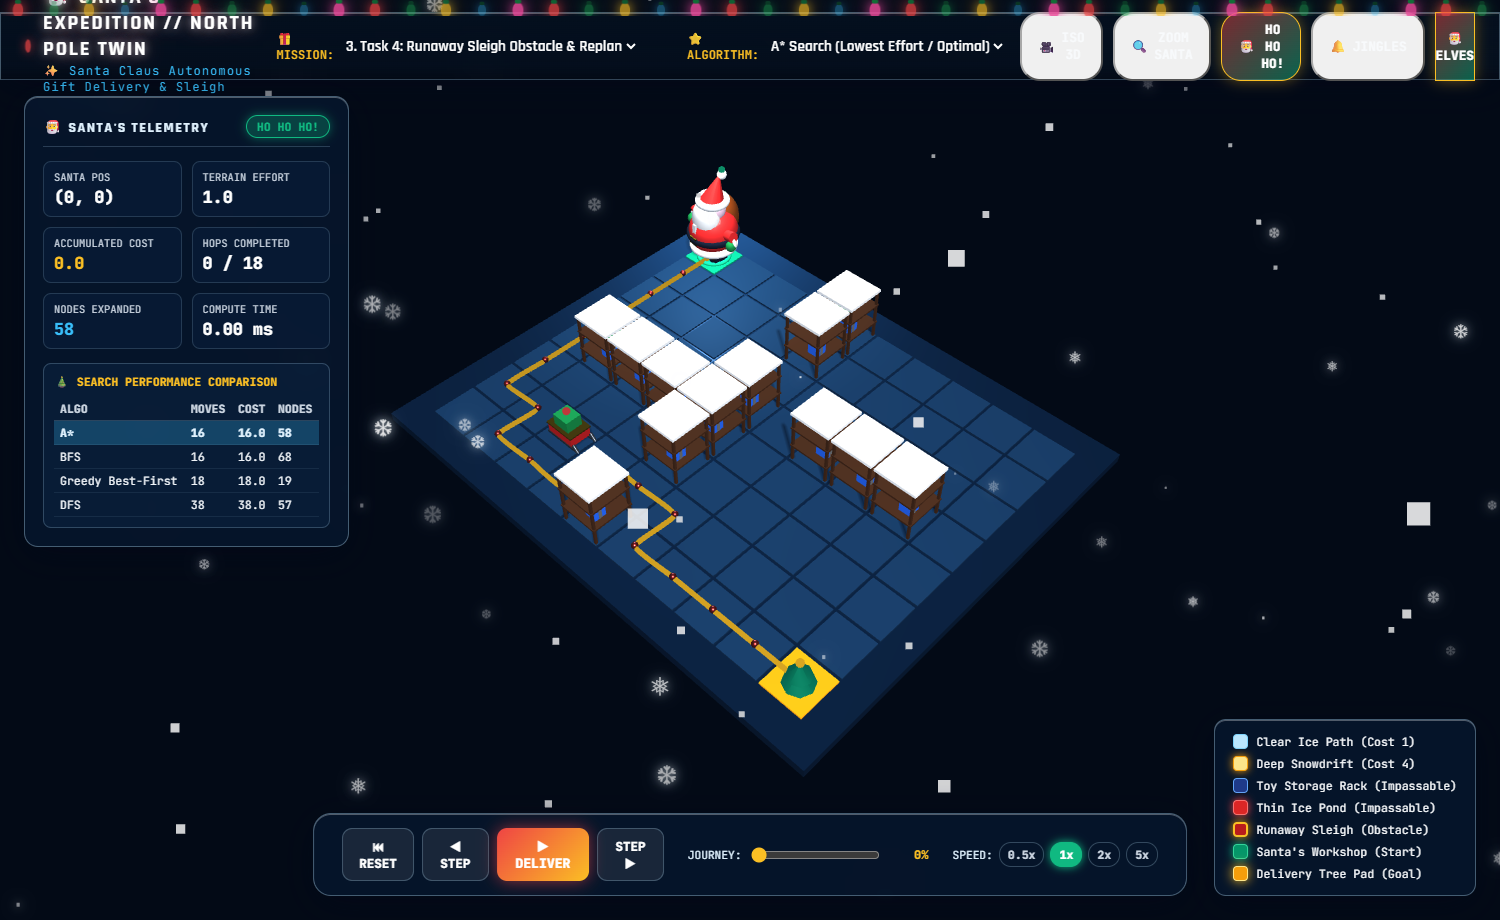 SANTA'S
EXPEDITION // NORTH
POLE TWIN
Santa Claus Autonomous
Gift Delivery & Sleigh
MISSION:
3. Task 4: Runaway Sleigh Obstacle & Replan
ALGORITHM:
A* Search (Lowest Effort / Optimal)
ISO
3D
ZOOM
SANTA
HO
HO
HO!
JINGLES
ELVES
SANTA'S TELEMETRY
HO HO HO!
SANTA POS
(0, 0)
TERRAIN EFFORT
1.0
ACCUMULATED COST
0.0
HOPS COMPLETED
0 / 18
NODES EXPANDED
58
COMPUTE TIME
0.00 ms
SEARCH PERFORMANCE COMPARISON
ALGO MOVES COST NODES
A* 16 16.0 58
BFS 16 16.0 68
Greedy Best-First 18 18.0 19
DFS 38 38.0 57
Clear Ice Path (Cost 1)
Deep Snowdrift (Cost 4)
Toy Storage Rack (Impassable)
Thin Ice Pond (Impassable)
Runaway Sleigh (Obstacle)
Santa's Workshop (Start)
Delivery Tree Pad (Goal)
RESET
STEP
DELIVER
STEP
JOURNEY:
0%
SPEED:
0.5x
1x
2x
5x